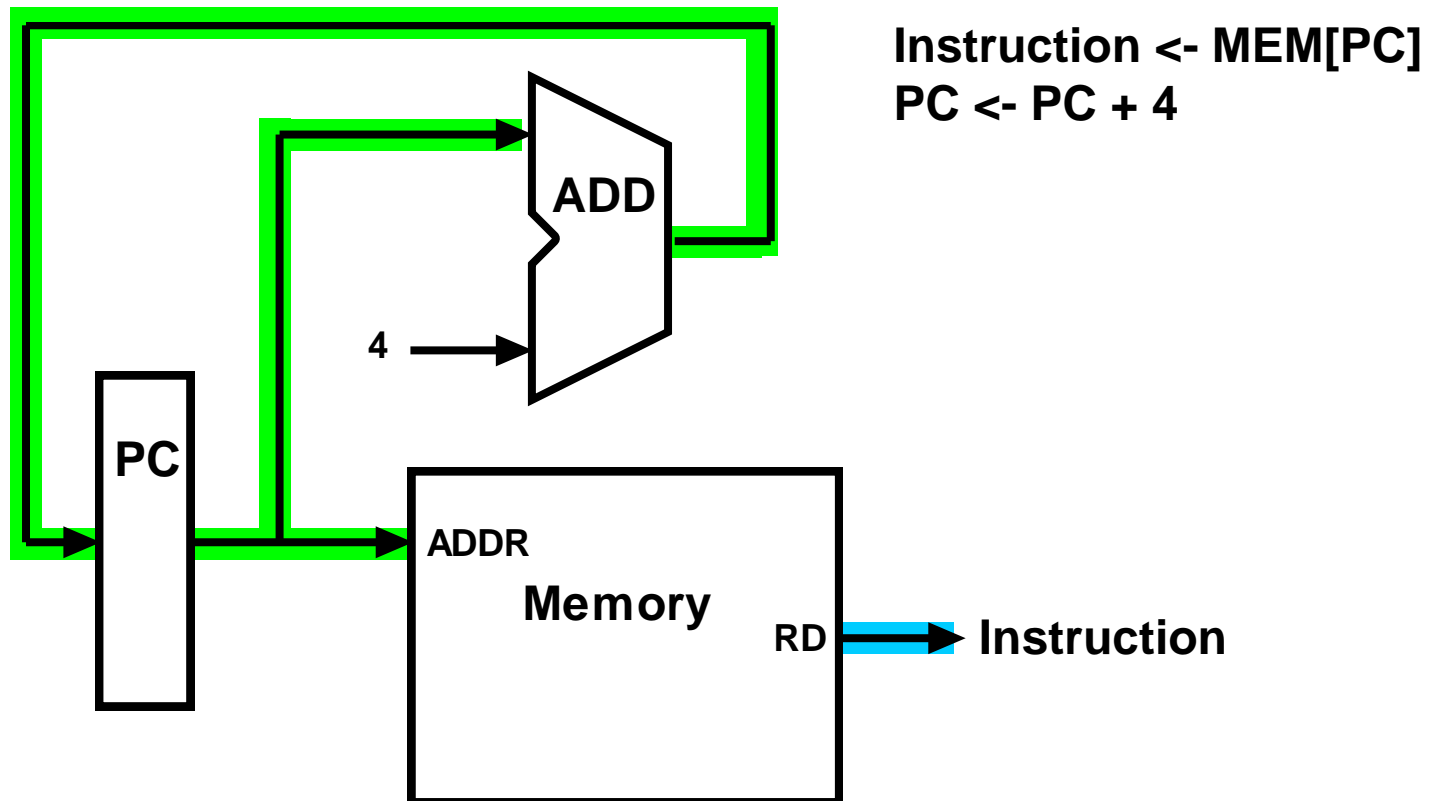 Instruction <- MEM[PC]
PC <- PC + 4
ADD
4
PC
ADDR
Memory
RD
Instruction